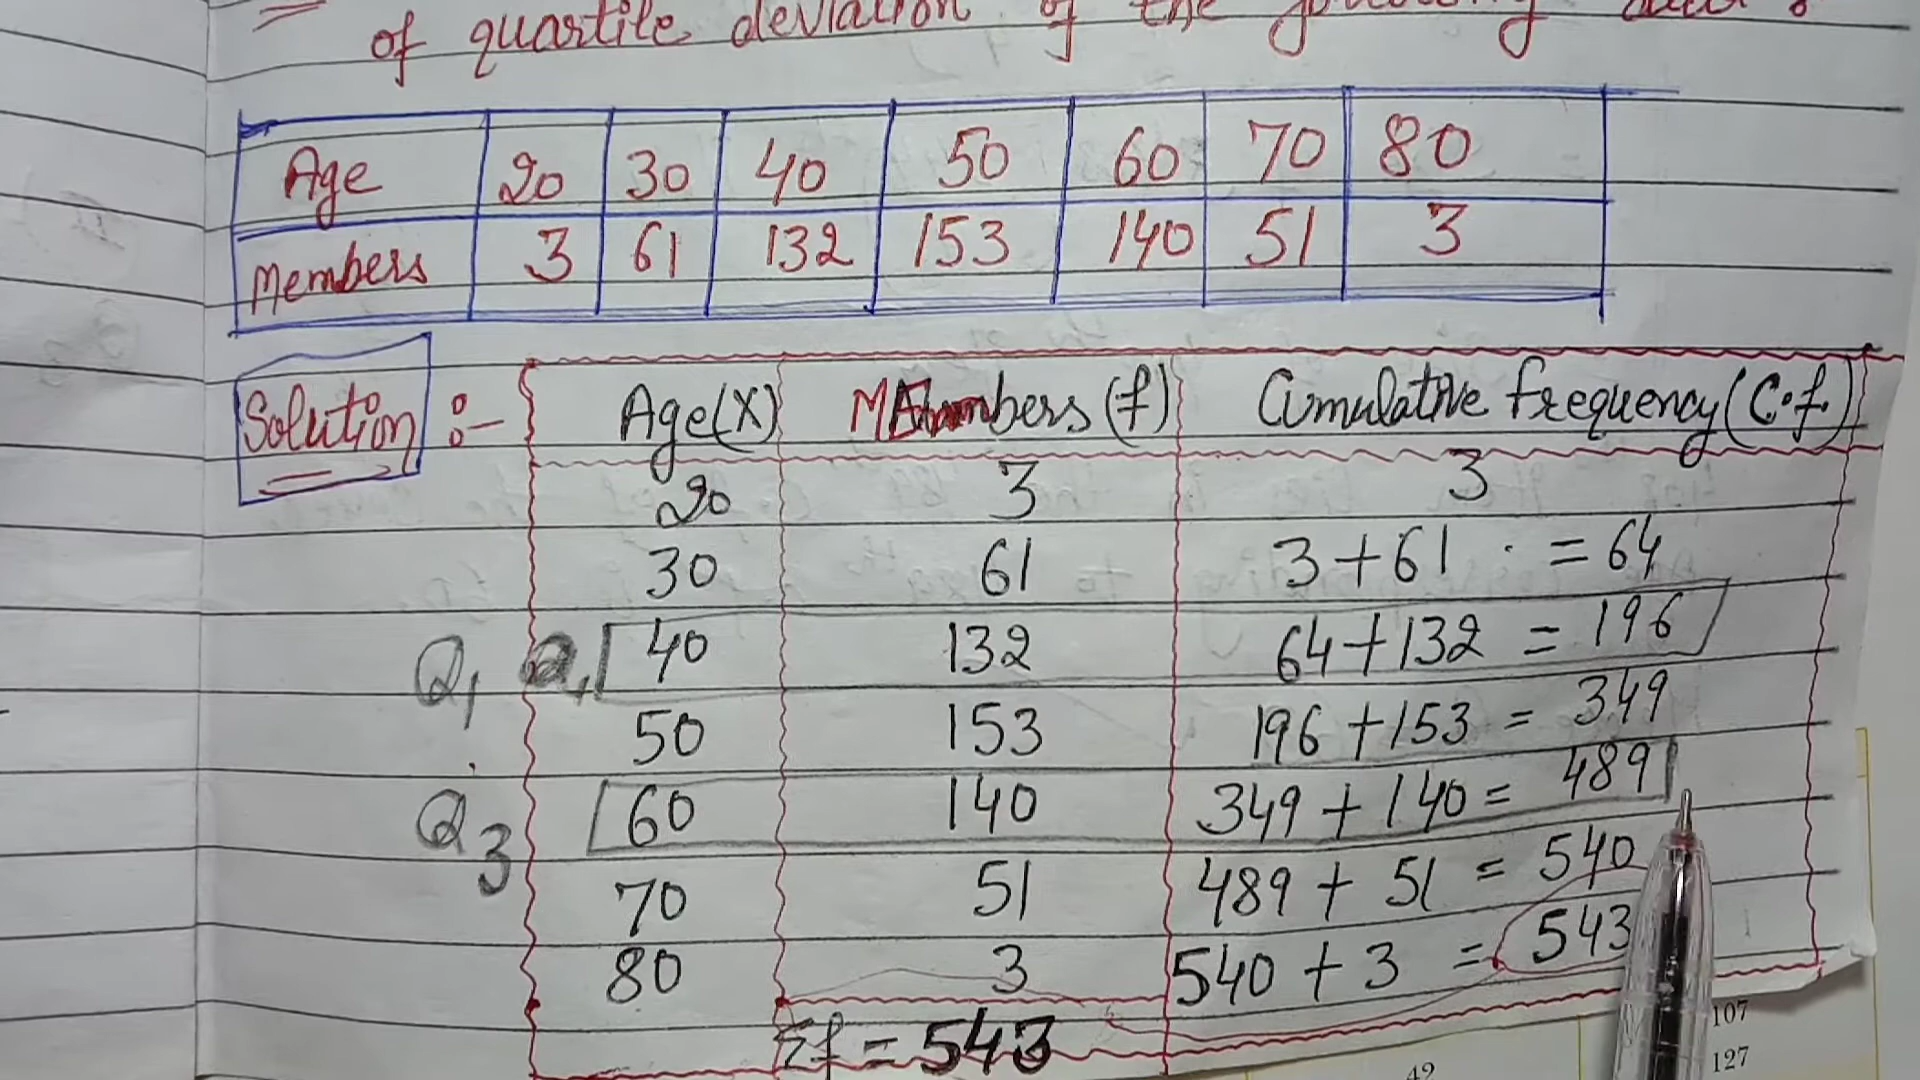 of quartile deviation of the following data :
Age 20 30 40 50 60 70 80
Members 3 61 132 153 140 51 3
Solution :-
Age(X) Members (f) Cumulative frequency (C.f.)
20 3 3
30 61 3+61 = 64
Q1 40 132 64+132 = 196
50 153 196+153 = 349
Q3 60 140 349+140 = 489
70 51 489+51 = 540
80 3 540+3 = 543
Σf = 543
107
127
42